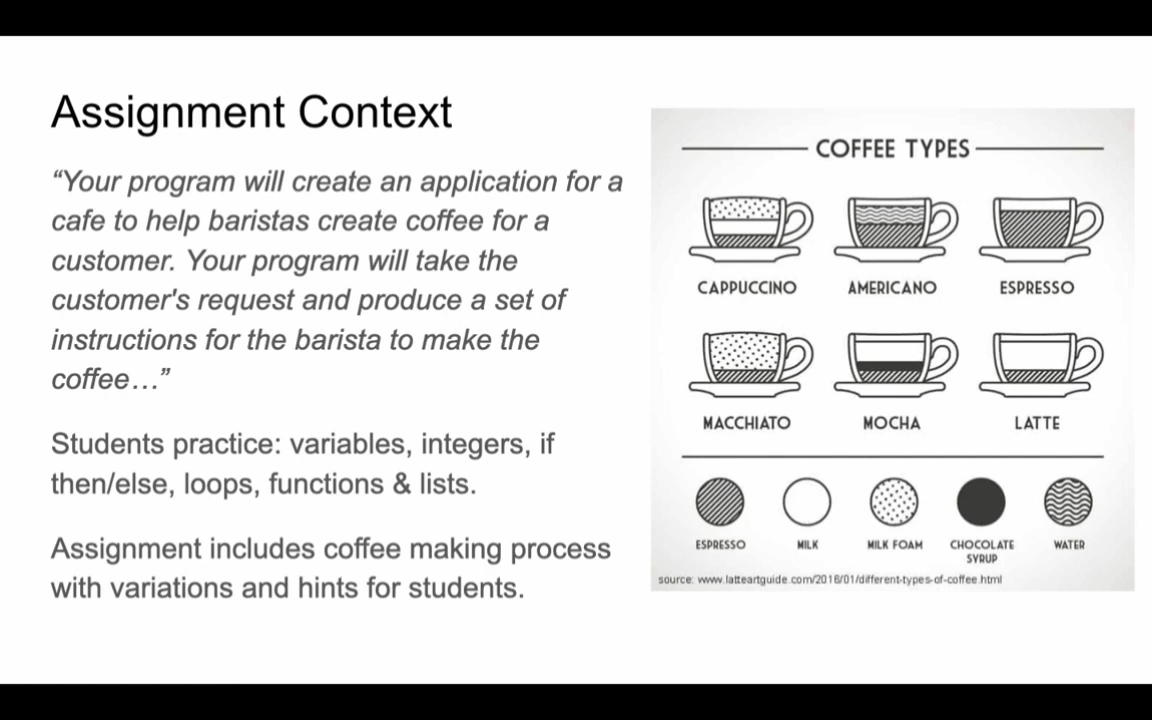 Assignment Context
“Your program will create an application for a
cafe to help baristas create coffee for a
customer. Your program will take the
customer's request and produce a set of
instructions for the barista to make the
coffee…”
Students practice: variables, integers, if
then/else, loops, functions & lists.
Assignment includes coffee making process
with variations and hints for students.
COFFEE TYPES
CAPPUCCINO AMERICANO ESPRESSO
MACCHIATO MOCHA LATTE
ESPRESSO MILK MILK FOAM CHOCOLATE SYRUP WATER
source: www.latteartguide.com/2016/01/different-types-of-coffee.html